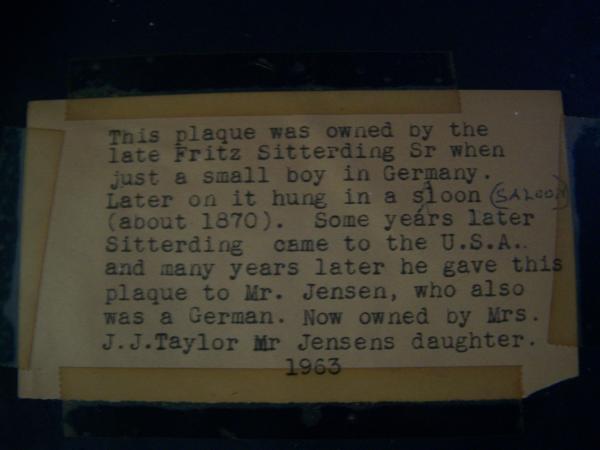 This plaque was owned by the
late Fritz Sitterding Sr when
just a small boy in Germany.
Later on it hung in a sloon (SALOON)
(about 1870). Some years later
Sitterding came to the U.S.A..
and many years later he gave this
plaque to Mr. Jensen, who also
was a German. Now owned by Mrs.
J.J.Taylor Mr Jensens daughter.
1963